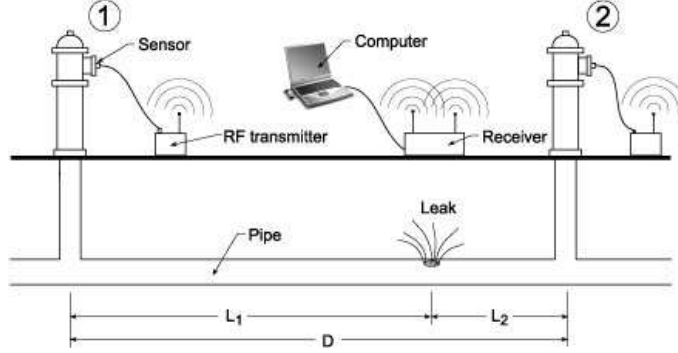 1
2
Sensor
Computer
RF transmitter
Receiver
Leak
Pipe
L₁
L₂
D